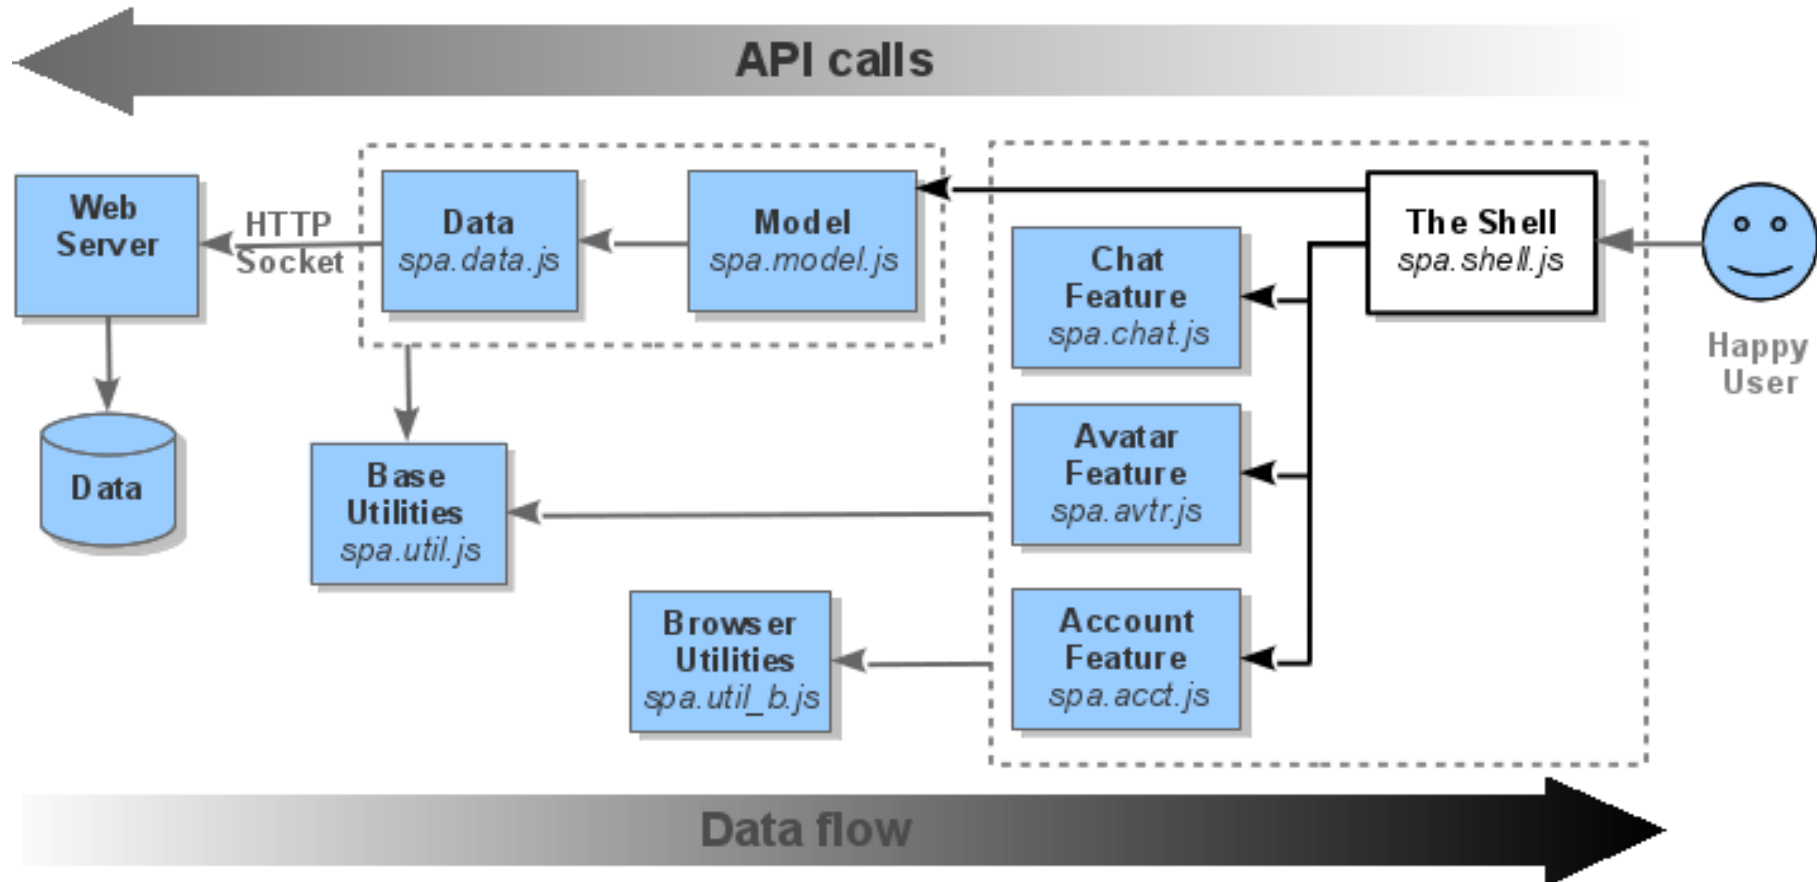 API calls
Web
Server
HTTP
Socket
Data
spa.data.js
Model
spa.model.js
The Shell
spa.shell.js
Chat
Feature
spa.chat.js
Happy
User
Data
Base
Utilities
spa.util.js
Avatar
Feature
spa.avtr.js
Browser
Utilities
spa.util_b.js
Account
Feature
spa.acct.js
Data flow